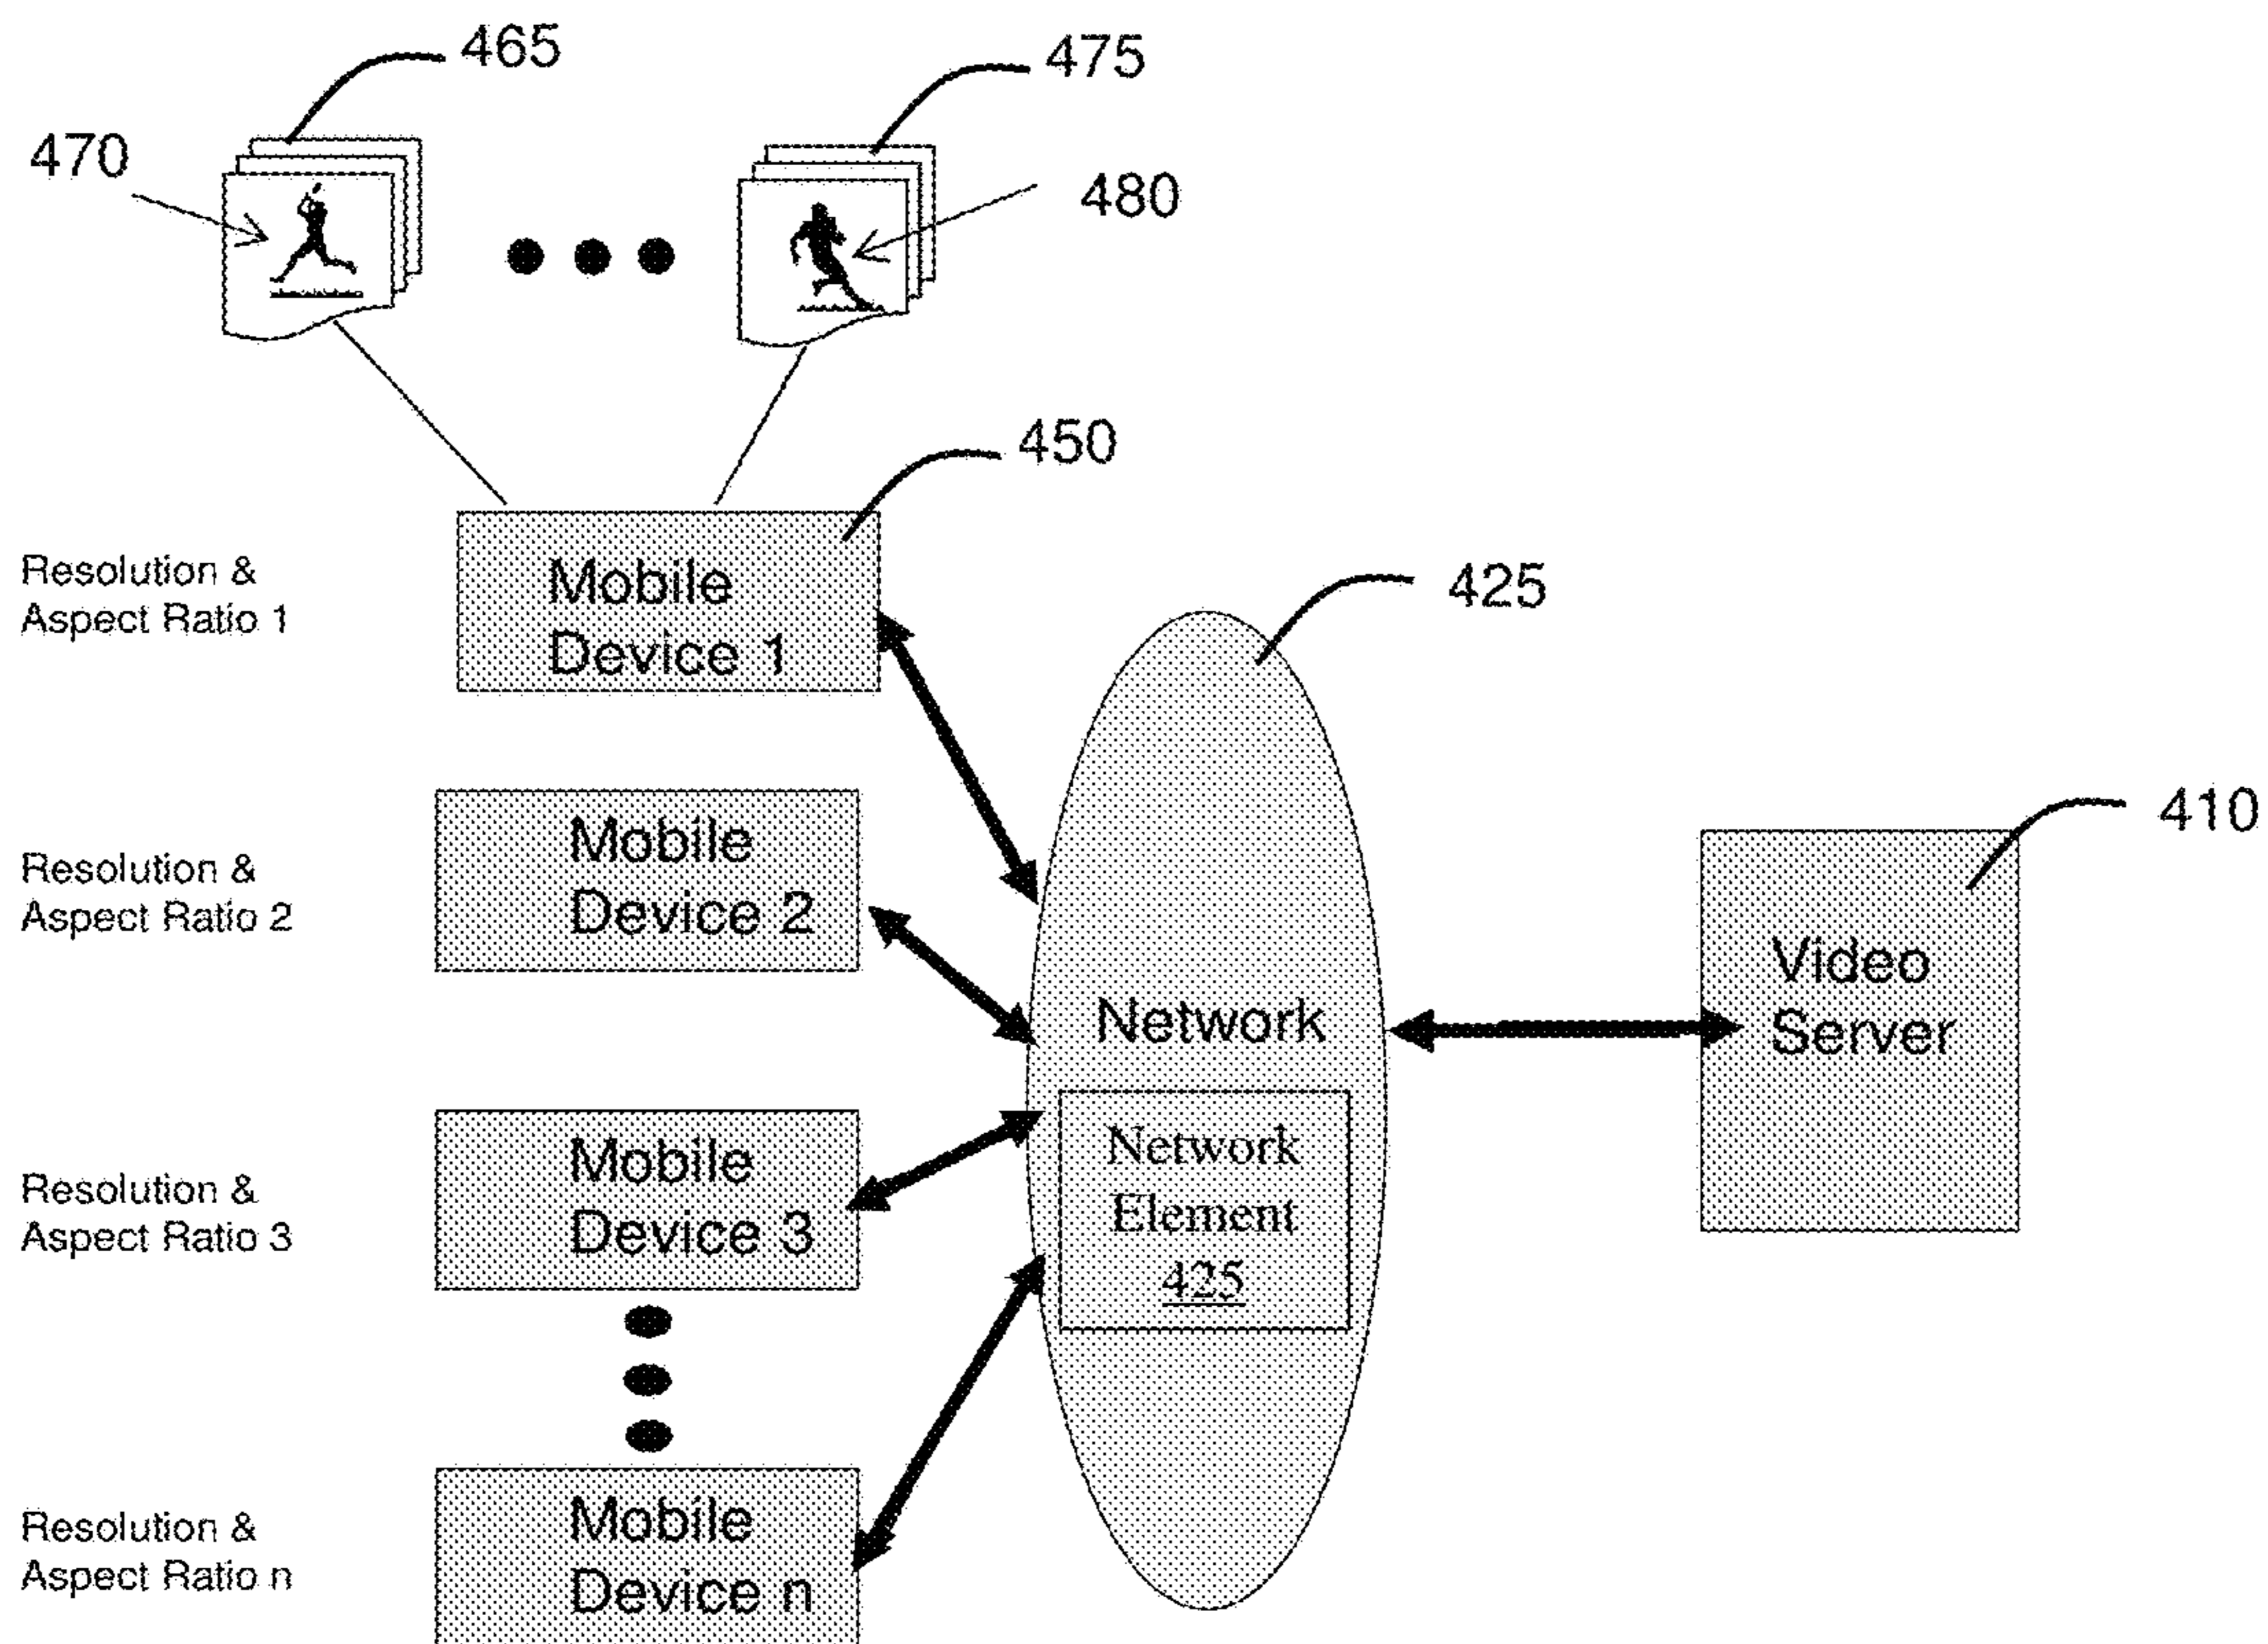 465
475
470
480
450
Resolution &
Aspect Ratio 1
Mobile
Device 1
425
Resolution &
Aspect Ratio 2
Mobile
Device 2
410
Video
Server
Network
Resolution &
Aspect Ratio 3
Mobile
Device 3
Network
Element
425
Resolution &
Aspect Ratio n
Mobile
Device n